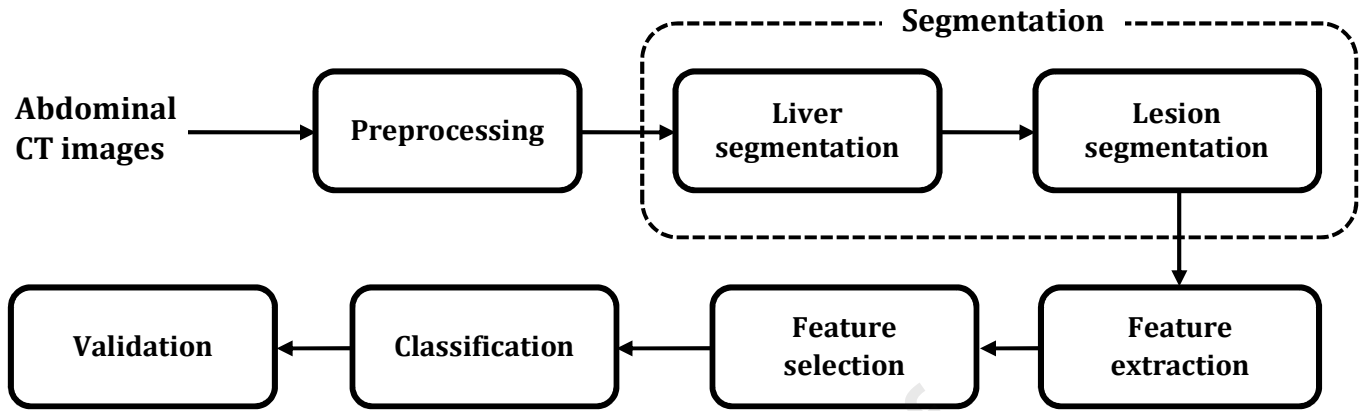 Segmentation
Abdominal
CT images
Preprocessing
Liver
segmentation
Lesion
segmentation
Feature
extraction
Feature
selection
Classification
Validation